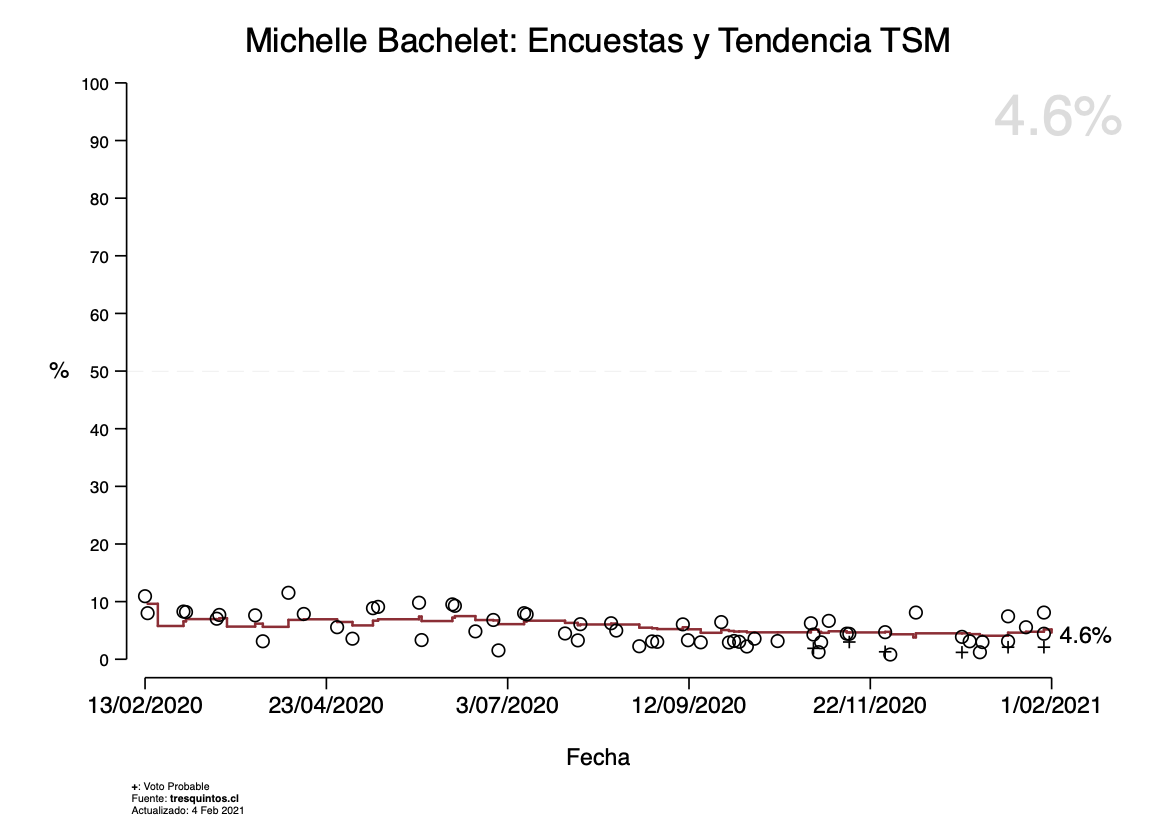 Michelle Bachelet: Encuestas y Tendencia TSM
4.6%
100
90
80
70
60
% 50
40
30
20
10
0
4.6%
13/02/2020 23/04/2020 3/07/2020 12/09/2020 22/11/2020 1/02/2021
Fecha
+: Voto Probable
Fuente: tresquintos.cl
Actualizado: 4 Feb 2021